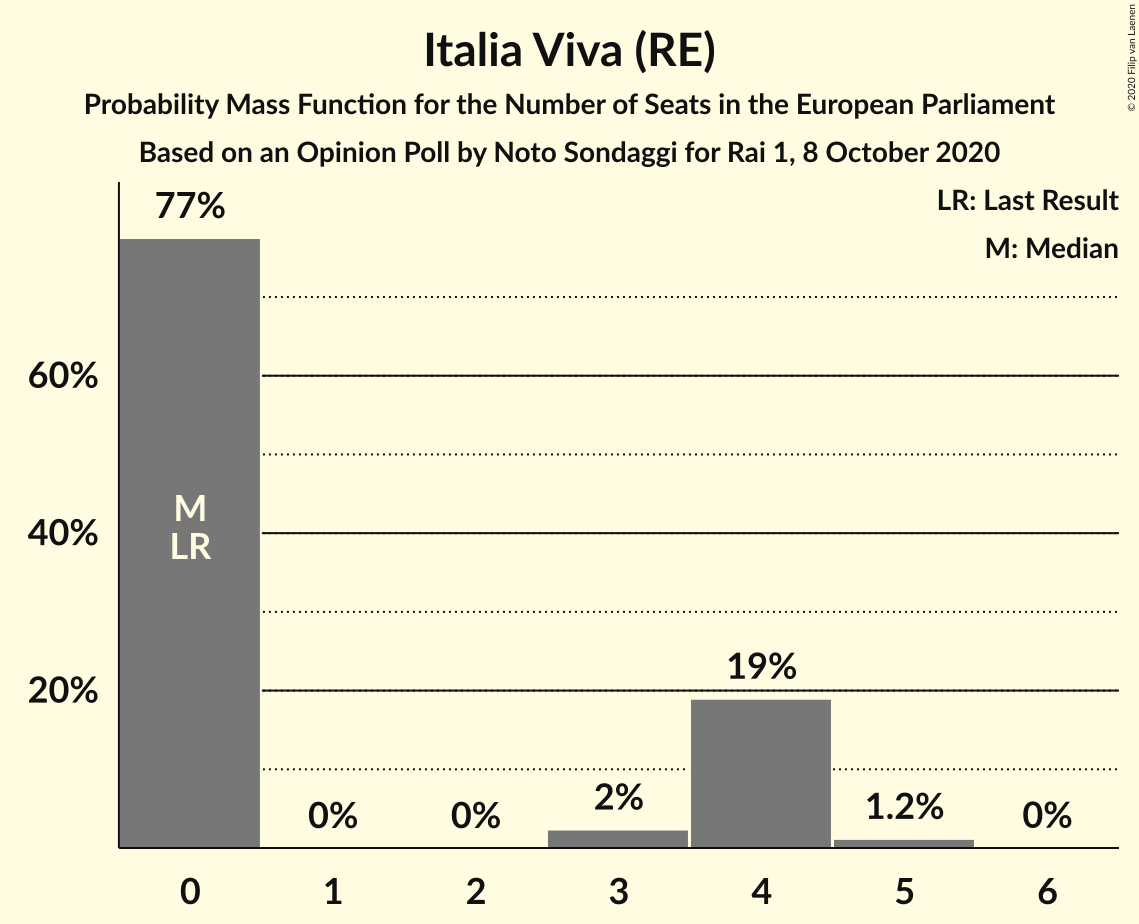 Italia Viva (RE)
Probability Mass Function for the Number of Seats in the European Parliament
Based on an Opinion Poll by Noto Sondaggi for Rai 1, 8 October 2020
© 2020 Filip van Laenen
LR: Last Result
M: Median
77%
60%
40%
20%
M
LR
0%
0%
2%
19%
1.2%
0%
0 1 2 3 4 5 6